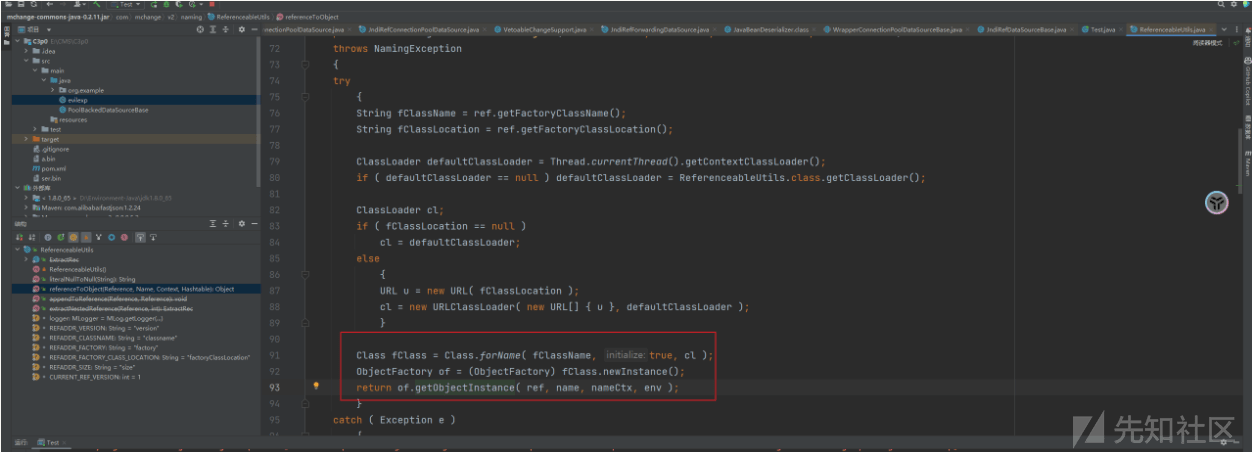 Test
mchange-commons-java-0.2.11.jar com mchange v2 naming ReferenceableUtils referenceToObject
项目
nectionPoolDataSource.java JndiRefConnectionPoolDataSource.java VetoableChangeSupport.java JndiRefForwardingDataSource.java JavaBeanDeserializer.class WrapperConnectionPoolDataSourceBase.java JndiRefDataSourceBase.java Test.java ReferenceableUtils.java
阅读器模式
C3p0
.idea
src
main
java
org.example
evilexp
PoolBackedDataSourceBase
resources
test
target
.gitignore
a.bin
pom.xml
ser.bin
外部库
Maven: com.alibaba:fastjson:1.2.24
ReferenceableUtils
ExtractRec
ReferenceableUtils()
literalNullToNull(String): String
referenceToObject(Reference, Name, Context, Hashtable): Object
appendToReference(Reference, Reference): void
extractNestedReference(Reference, int): ExtractRec
logger: MLogger = MLog.getLogger(...)
REFADDR_VERSION: String = "version"
REFADDR_CLASSNAME: String = "classname"
REFADDR_FACTORY: String = "factory"
REFADDR_FACTORY_CLASS_LOCATION: String = "factoryClassLocation"
REFADDR_SIZE: String = "size"
CURRENT_REF_VERSION: int = 1
72 throws NamingException
73 {
74 try
75 {
76 String fClassName = ref.getFactoryClassName();
77 String fClassLocation = ref.getFactoryClassLocation();
78
79 ClassLoader defaultClassLoader = Thread.currentThread().getContextClassLoader();
80 if ( defaultClassLoader == null ) defaultClassLoader = ReferenceableUtils.class.getClassLoader();
81
82 ClassLoader cl;
83 if ( fClassLocation == null )
84 cl = defaultClassLoader;
85 else
86 {
87 URL u = new URL( fClassLocation );
88 cl = new URLClassLoader( new URL[] { u }, defaultClassLoader );
89 }
90
91 Class fClass = Class.forName( fClassName, initialize: true, cl );
92 ObjectFactory of = (ObjectFactory) fClass.newInstance();
93 return of.getObjectInstance( ref, name, nameCtx, env );
94 }
95 catch ( Exception e )
Test
先知社区